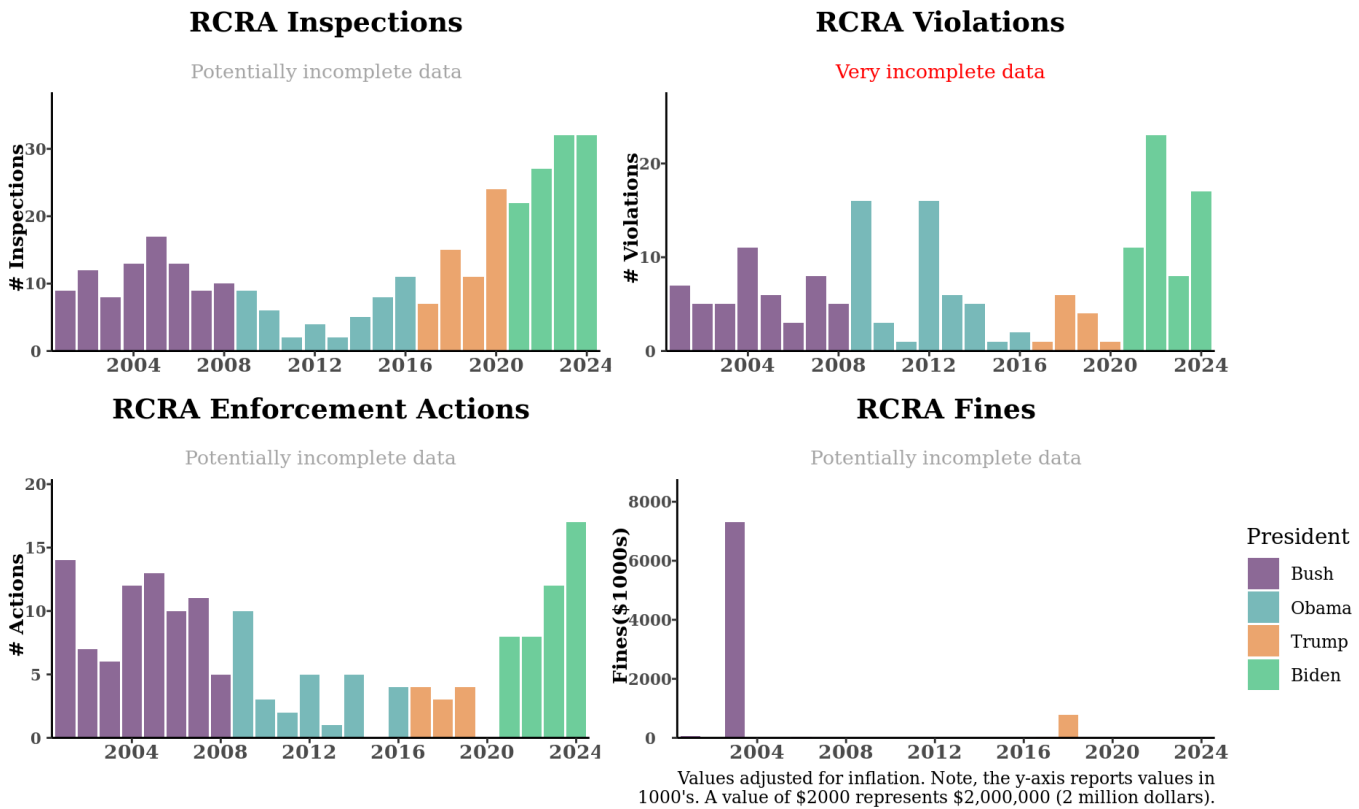 RCRA Inspections
Potentially incomplete data
# Inspections
30
20
10
0
2004 2008 2012 2016 2020 2024
RCRA Violations
Very incomplete data
# Violations
20
10
0
2004 2008 2012 2016 2020 2024
RCRA Enforcement Actions
Potentially incomplete data
# Actions
20
15
10
5
0
2004 2008 2012 2016 2020 2024
RCRA Fines
Potentially incomplete data
Fines($1000s)
8000
6000
4000
2000
0
2004 2008 2012 2016 2020 2024
Values adjusted for inflation. Note, the y-axis reports values in
1000's. A value of $2000 represents $2,000,000 (2 million dollars).
President
Bush
Obama
Trump
Biden